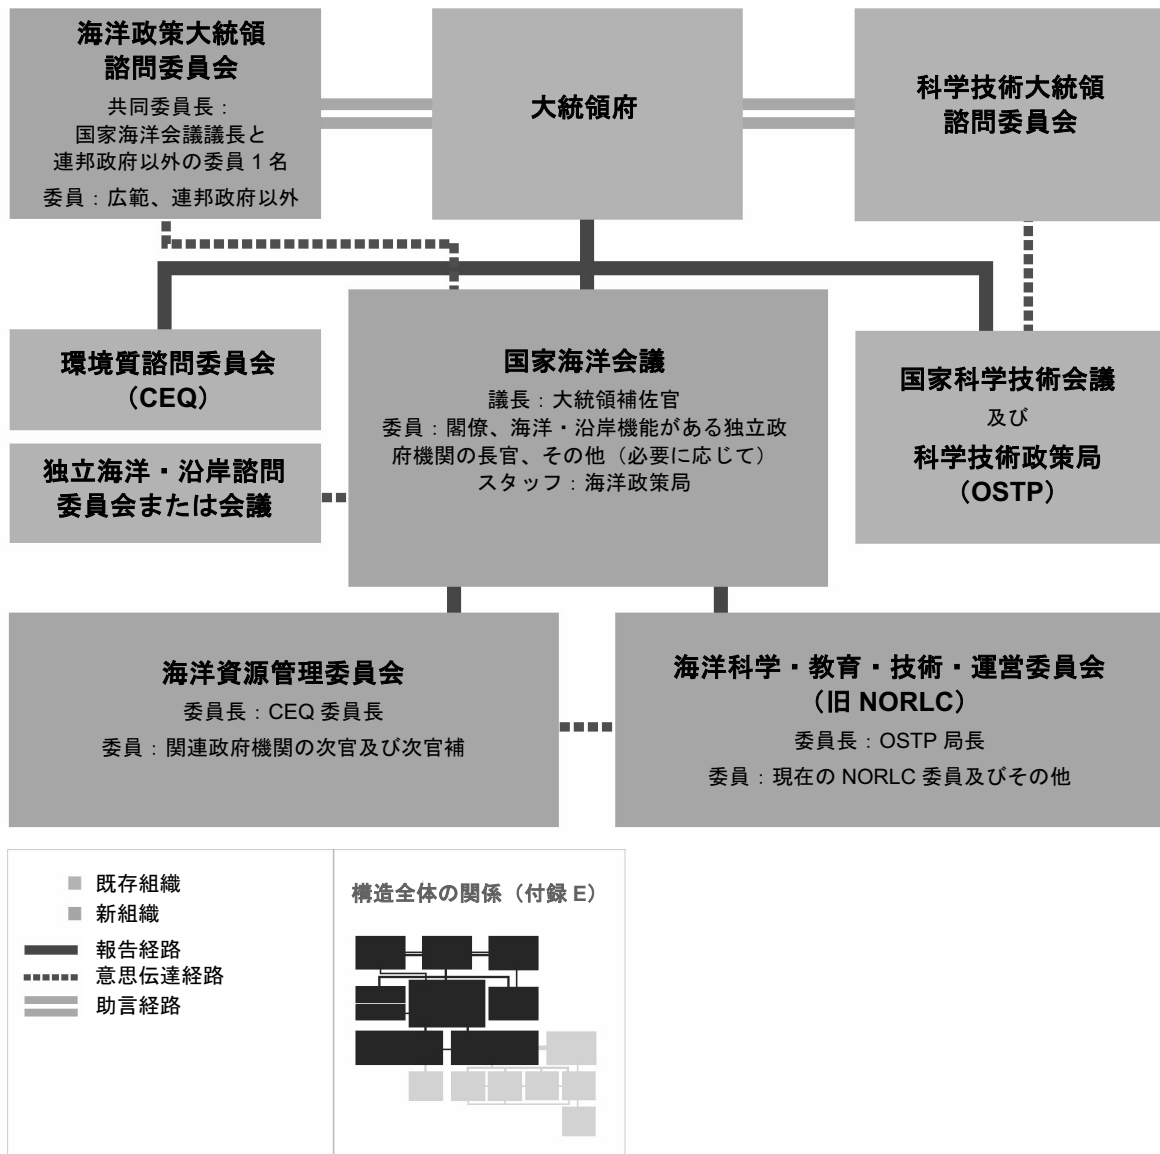 海洋政策大統領
諮問委員会
共同委員長：
国家海洋会議議長と
連邦政府以外の委員 1 名
委員：広範、連邦政府以外
大統領府
科学技術大統領
諮問委員会
環境質諮問委員会
（CEQ）
独立海洋・沿岸諮問
委員会または会議
国家海洋会議
議長：大統領補佐官
委員：閣僚、海洋・沿岸機能がある独立政
府機関の長官、その他（必要に応じて）
スタッフ：海洋政策局
国家科学技術会議
及び
科学技術政策局
（OSTP）
海洋資源管理委員会
委員長：CEQ 委員長
委員：関連政府機関の次官及び次官補
海洋科学・教育・技術・運営委員会
（旧 NORLC）
委員長：OSTP 局長
委員：現在の NORLC 委員及びその他
既存組織
新組織
報告経路
意思伝達経路
助言経路
構造全体の関係（付録 E）